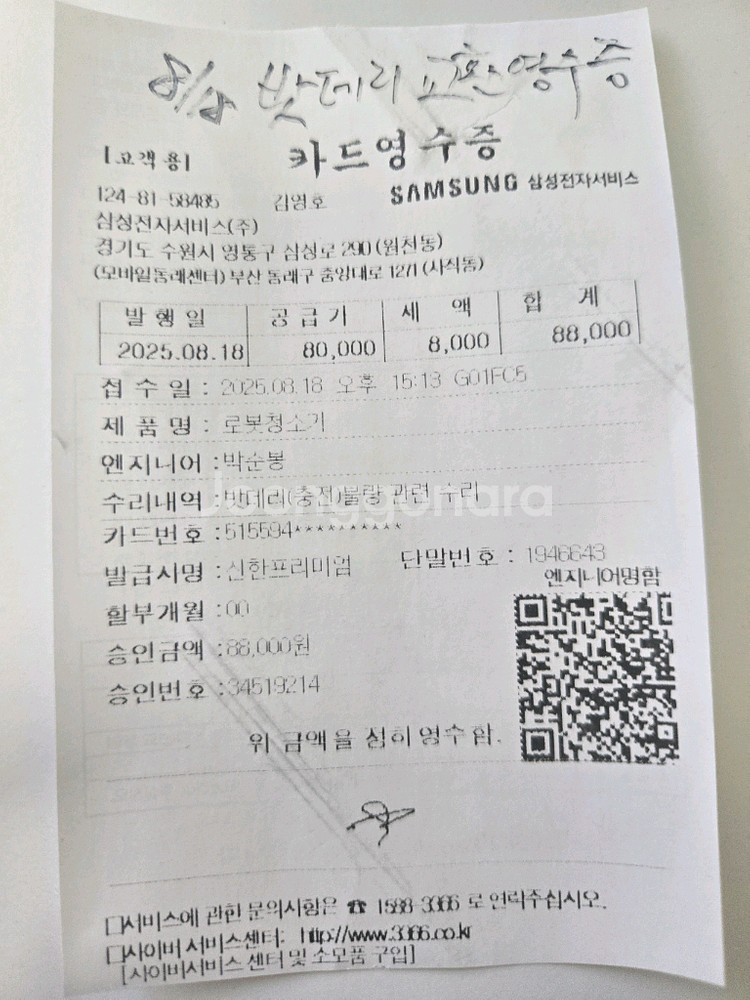 8/18 밧데리 교환영수증
[고객용] 카드영수증
124-81-58485 김영호 SAMSUNG 삼성전자서비스
삼성전자서비스(주)
경기도 수원시 영통구 삼성로 290 (원천동)
(모바일동래센터) 부산 동래구 중앙대로 1271 (사직동)
발행일 공급가 세액 합계
2025.08.18 80,000 8,000 88,000
접수일 : 2025.08.18 오후 15:13 G01FC5
제품명 : 로봇청소기
엔지니어 : 박순봉
수리내역 : 밧데리(충전)불량 관련 수리
joonggonara
카드번호 : 515594**********
발급사명 : 신한프리미엄 단말번호 : 1946643
엔지니어명함
할부개월 : 00
승인금액 : 88,000원
승인번호 : 34519214
위 금액을 정히 영수함.
□서비스에 관한 문의사항은 ☎ 1588-3366 로 연락주십시오.
□사이버 서비스센터: http://www.3366.co.kr
[사이버서비스 센터 및 소모품 구입]